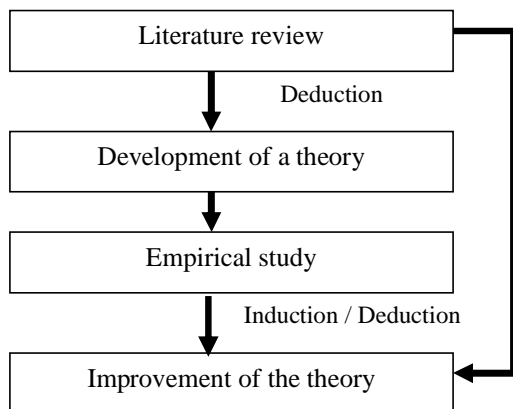 Literature review
Deduction
Development of a theory
Empirical study
Induction / Deduction
Improvement of the theory